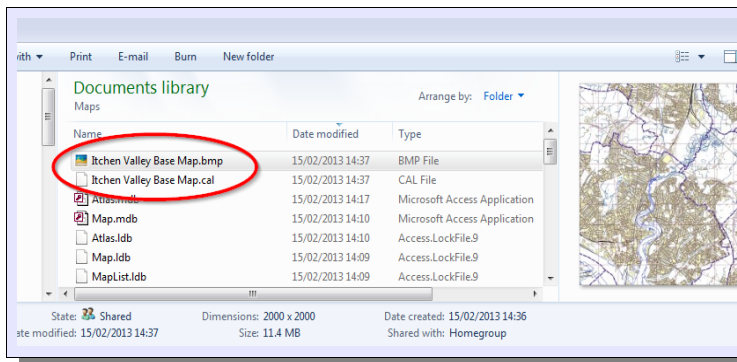 with ▼ Print E-mail Burn New folder
Documents library
Maps
Arrange by: Folder ▼
Name Date modified Type
Itchen Valley Base Map.bmp 15/02/2013 14:37 BMP File
Itchen Valley Base Map.cal 15/02/2013 14:37 CAL File
Atlas.mdb 15/02/2013 14:17 Microsoft Access Application
Map.mdb 15/02/2013 14:10 Microsoft Access Application
Atlas.ldb 15/02/2013 14:10 Access.LockFile.9
Map.ldb 15/02/2013 14:09 Access.LockFile.9
MapList.ldb 15/02/2013 14:09 Access.LockFile.9
State: Shared Dimensions: 2000 x 2000 Date created: 15/02/2013 14:36
ate modified: 15/02/2013 14:37 Size: 11.4 MB Shared with: Homegroup